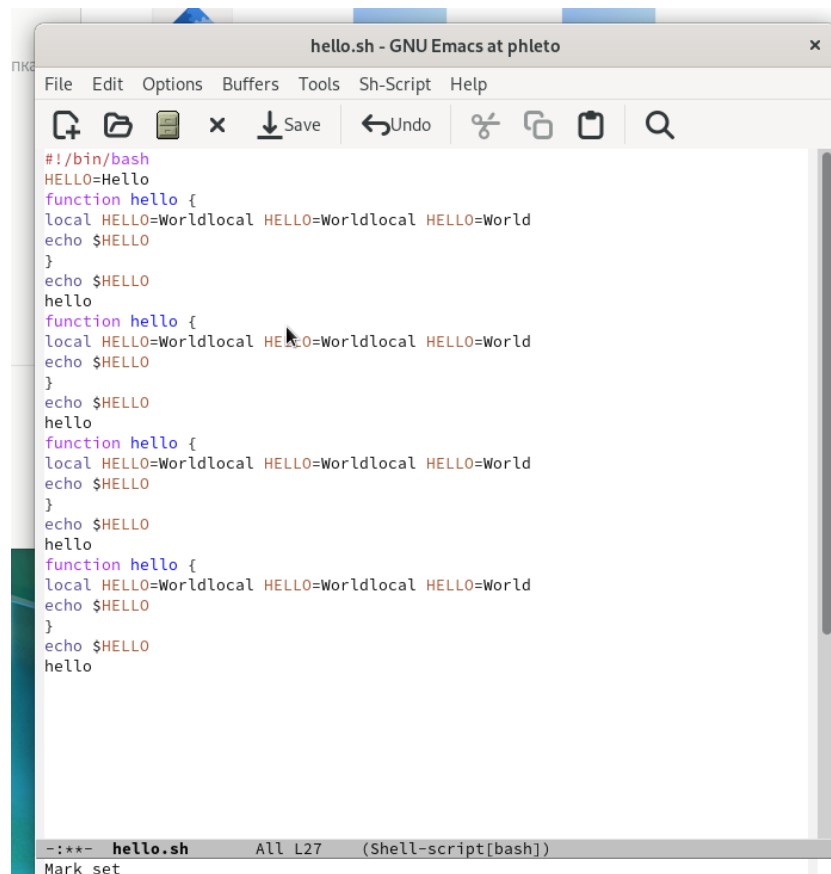 пка
hello.sh - GNU Emacs at phleto
×
File Edit Options Buffers Tools Sh-Script Help
Save Undo
#!/bin/bash
HELLO=Hello
function hello {
local HELLO=Worldlocal HELLO=Worldlocal HELLO=World
echo $HELLO
}
echo $HELLO
hello
function hello {
local HELLO=Worldlocal HELLO=Worldlocal HELLO=World
echo $HELLO
}
echo $HELLO
hello
function hello {
local HELLO=Worldlocal HELLO=Worldlocal HELLO=World
echo $HELLO
}
echo $HELLO
hello
function hello {
local HELLO=Worldlocal HELLO=Worldlocal HELLO=World
echo $HELLO
}
echo $HELLO
hello
-:**- hello.sh All L27 (Shell-script[bash])
Mark set